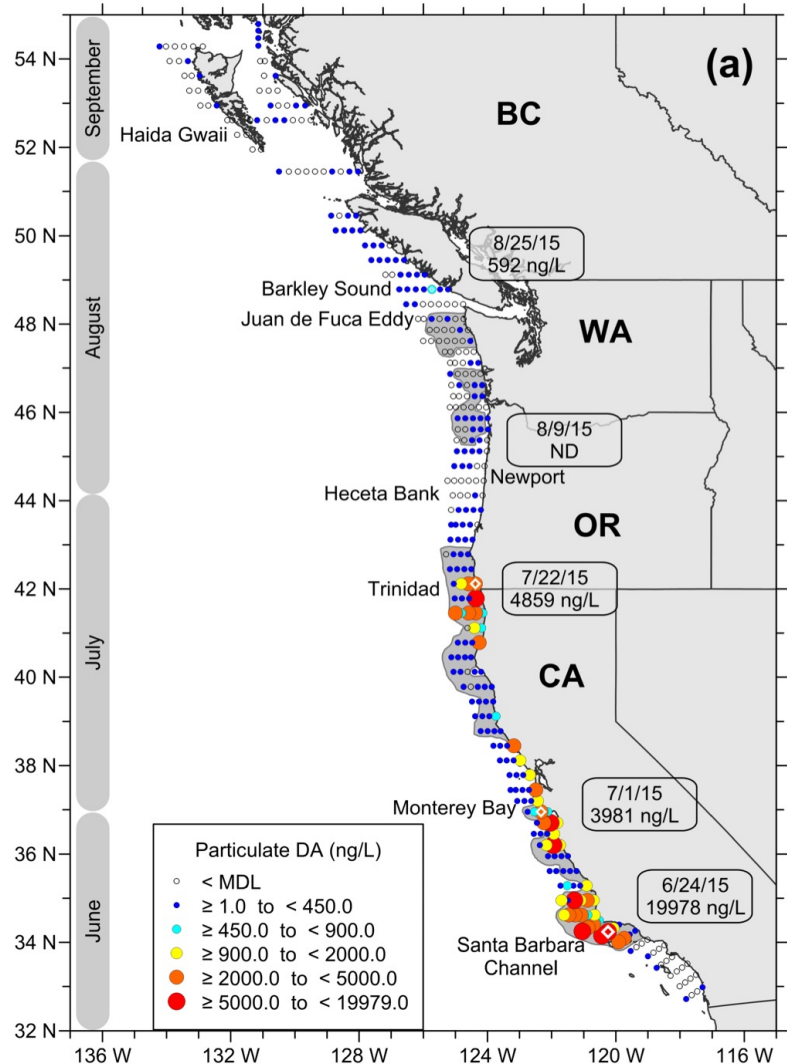 (a)
54 N
52 N
50 N
48 N
46 N
44 N
42 N
40 N
38 N
36 N
34 N
32 N
September
August
July
June
BC
Haida Gwaii
8/25/15
592 ng/L
Barkley Sound
Juan de Fuca Eddy
WA
8/9/15
ND
Newport
Heceta Bank
OR
Trinidad
7/22/15
4859 ng/L
CA
Monterey Bay
7/1/15
3981 ng/L
6/24/15
19978 ng/L
Santa Barbara
Channel
Particulate DA (ng/L)
< MDL
≥ 1.0 to < 450.0
≥ 450.0 to < 900.0
≥ 900.0 to < 2000.0
≥ 2000.0 to < 5000.0
≥ 5000.0 to < 19979.0
136 W
132 W
128 W
124 W
120 W
116 W